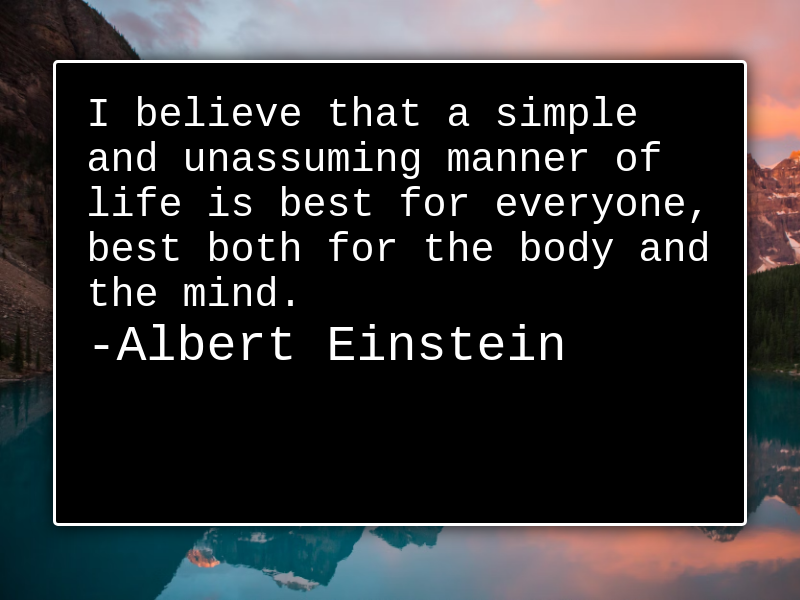 I believe that a simple
and unassuming manner of
life is best for everyone,
best both for the body and
the mind.
-Albert Einstein